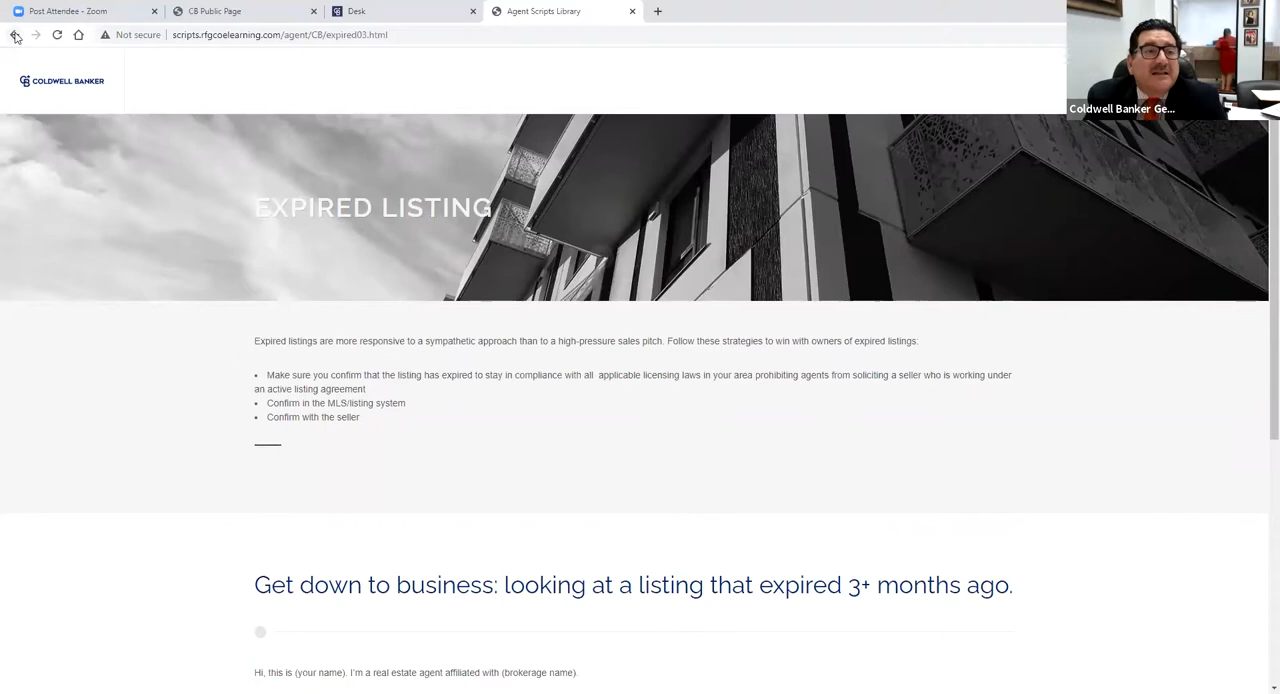 Post Attendee - Zoom
CB Public Page
Desk
Agent Scripts Library
Not secure
scripts.rfgcoelearning.com/agent/CB/expired03.html
COLDWELL BANKER
Coldwell Banker Ge...
EXPIRED LISTING
Expired listings are more responsive to a sympathetic approach than to a high-pressure sales pitch. Follow these strategies to win with owners of expired listings.
• Make sure you confirm that the listing has expired to stay in compliance with all applicable licensing laws in your area prohibiting agents from soliciting a seller who is working under
an active listing agreement
• Confirm in the MLS/listing system
• Confirm with the seller
Get down to business: looking at a listing that expired 3+ months ago.
Hi, this is (your name). I'm a real estate agent affiliated with (brokerage name).